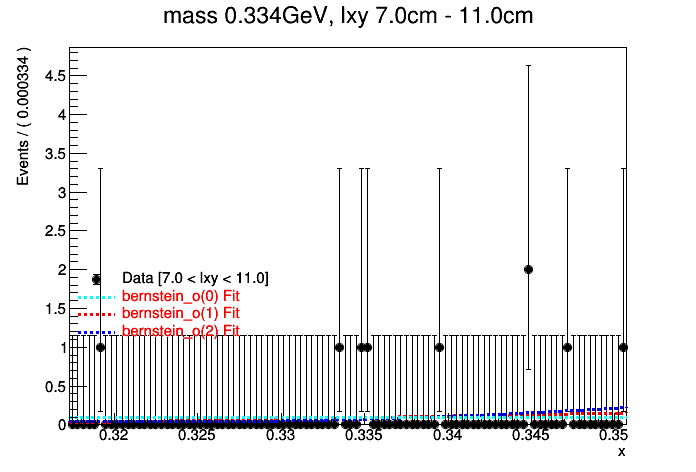 mass 0.334GeV, lxy 7.0cm - 11.0cm
Events / ( 0.000334 )
4.5
4
3.5
3
2.5
2
1.5
1
0.5
0
Data [7.0 < lxy < 11.0]
bernstein_o(0) Fit
bernstein_o(1) Fit
bernstein_o(2) Fit
0.32 0.325 0.33 0.335 0.34 0.345 0.35
x